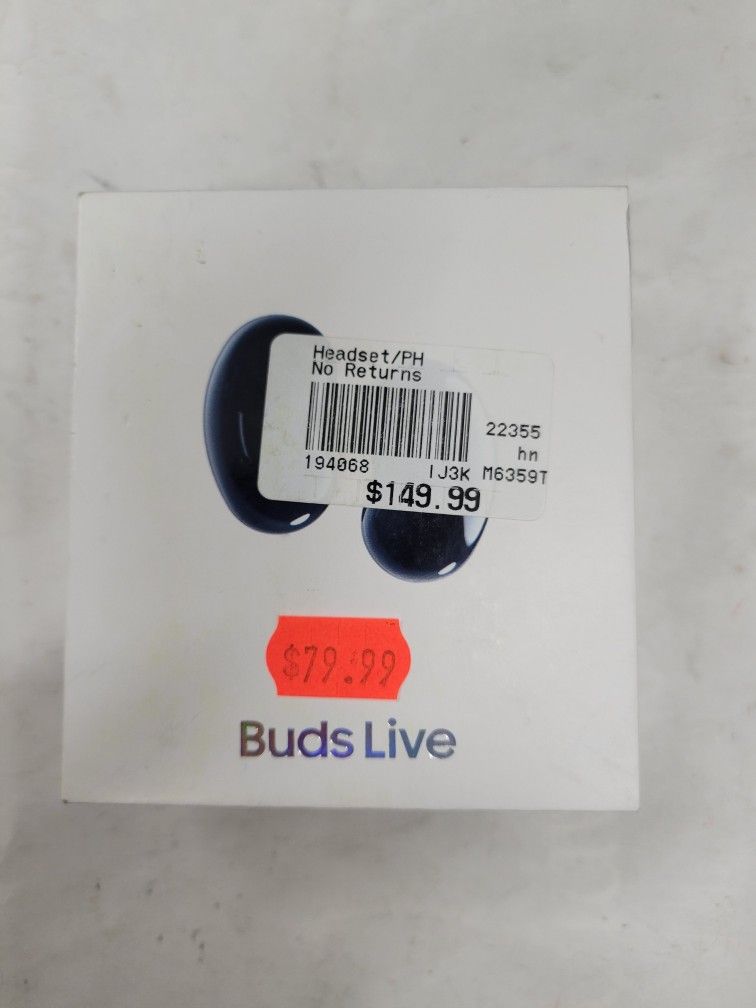 Headset/PH
No Returns
22355
hn
194068 IJ3K M6359T
$149.99
$79.99
Buds Live